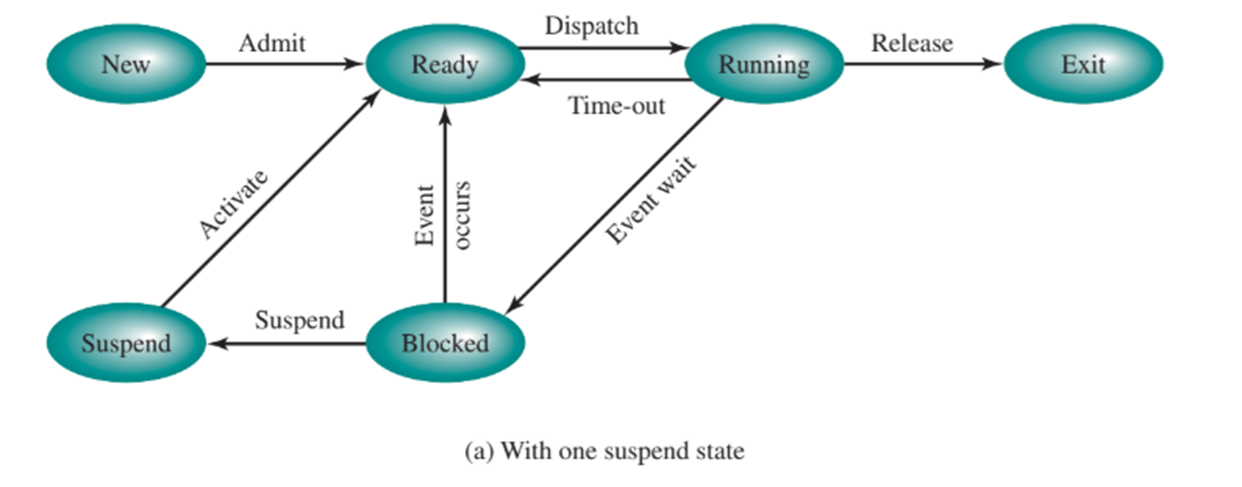 Dispatch
Admit
Release
New
Ready
Running
Exit
Time-out
Activate
Event
occurs
Event wait
Suspend
Suspend
Blocked
(a) With one suspend state